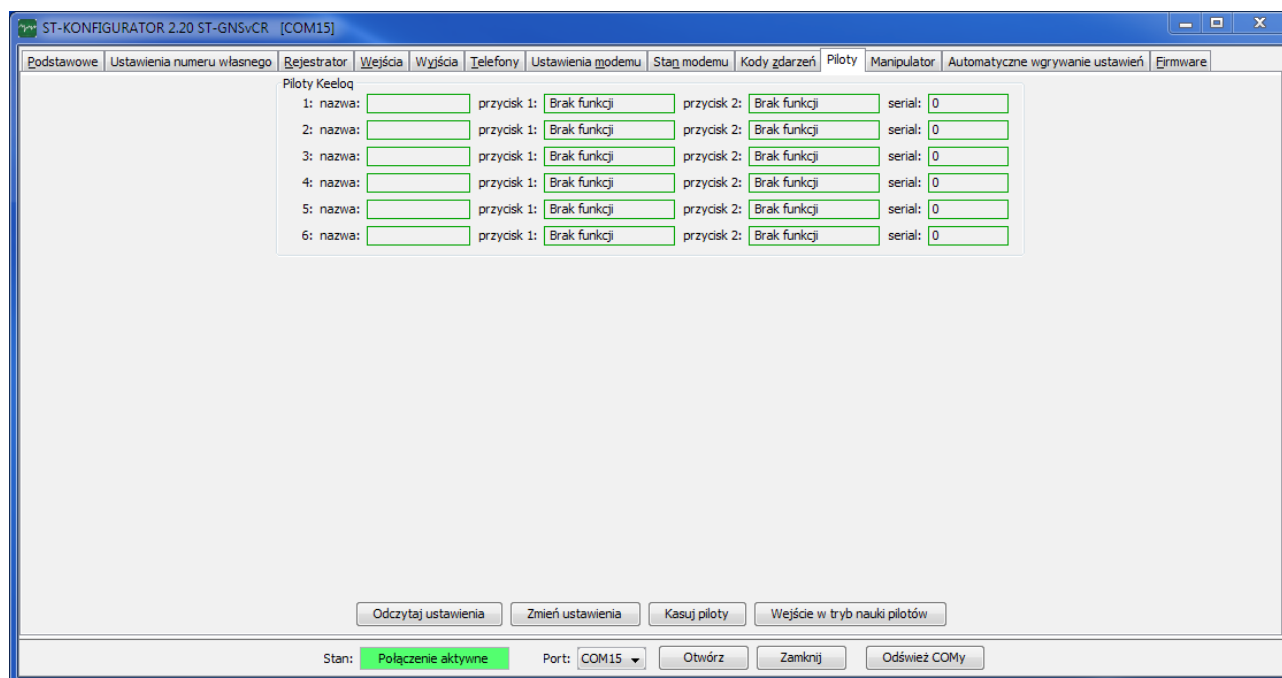 ST-KONFIGURATOR 2.20 ST-GNSvCR [COM15]
Podstawowe Ustawienia numeru własnego Rejestrator Wejścia Wyjścia Telefony Ustawienia modemu Stan modemu Kody zdarzeń Piloty Manipulator Automatyczne wgrywanie ustawień Firmware
Piloty Keeloq
1: nazwa: przycisk 1: Brak funkcji przycisk 2: Brak funkcji serial: 0
2: nazwa: przycisk 1: Brak funkcji przycisk 2: Brak funkcji serial: 0
3: nazwa: przycisk 1: Brak funkcji przycisk 2: Brak funkcji serial: 0
4: nazwa: przycisk 1: Brak funkcji przycisk 2: Brak funkcji serial: 0
5: nazwa: przycisk 1: Brak funkcji przycisk 2: Brak funkcji serial: 0
6: nazwa: przycisk 1: Brak funkcji przycisk 2: Brak funkcji serial: 0
Odczytaj ustawienia Zmień ustawienia Kasuj piloty Wejście w tryb nauki pilotów
Stan: Połączenie aktywne Port: COM15 Otwórz Zamknij Odśwież COMy